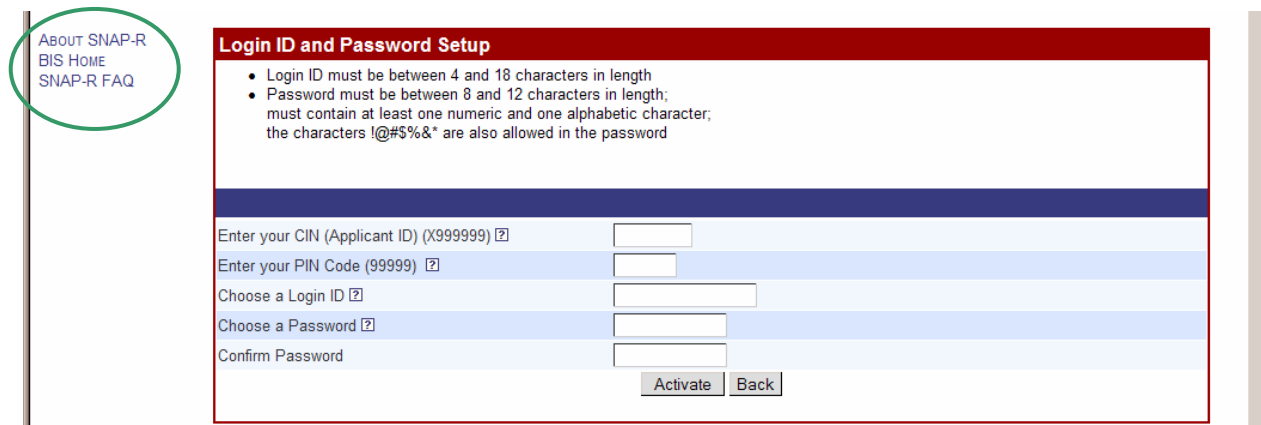 ABOUT SNAP-R
BIS HOME
SNAP-R FAQ
Login ID and Password Setup
• Login ID must be between 4 and 18 characters in length
• Password must be between 8 and 12 characters in length;
must contain at least one numeric and one alphabetic character;
the characters !@#$%&* are also allowed in the password
Enter your CIN (Applicant ID) (X999999) ?
Enter your PIN Code (99999) ?
Choose a Login ID ?
Choose a Password ?
Confirm Password
Activate Back